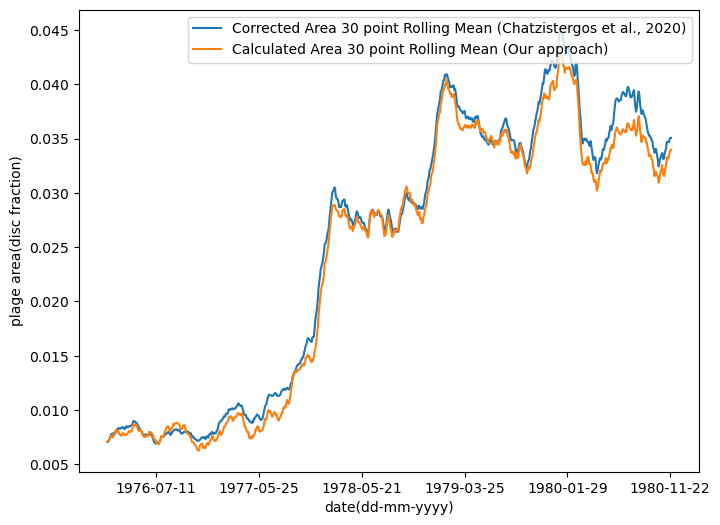 Corrected Area 30 point Rolling Mean (Chatzistergos et al., 2020)
Calculated Area 30 point Rolling Mean (Our approach)
0.045
0.040
0.035
0.030
0.025
0.020
0.015
0.010
0.005
plage area(disc fraction)
1976-07-11 1977-05-25 1978-05-21 1979-03-25 1980-01-29 1980-11-22
date(dd-mm-yyyy)